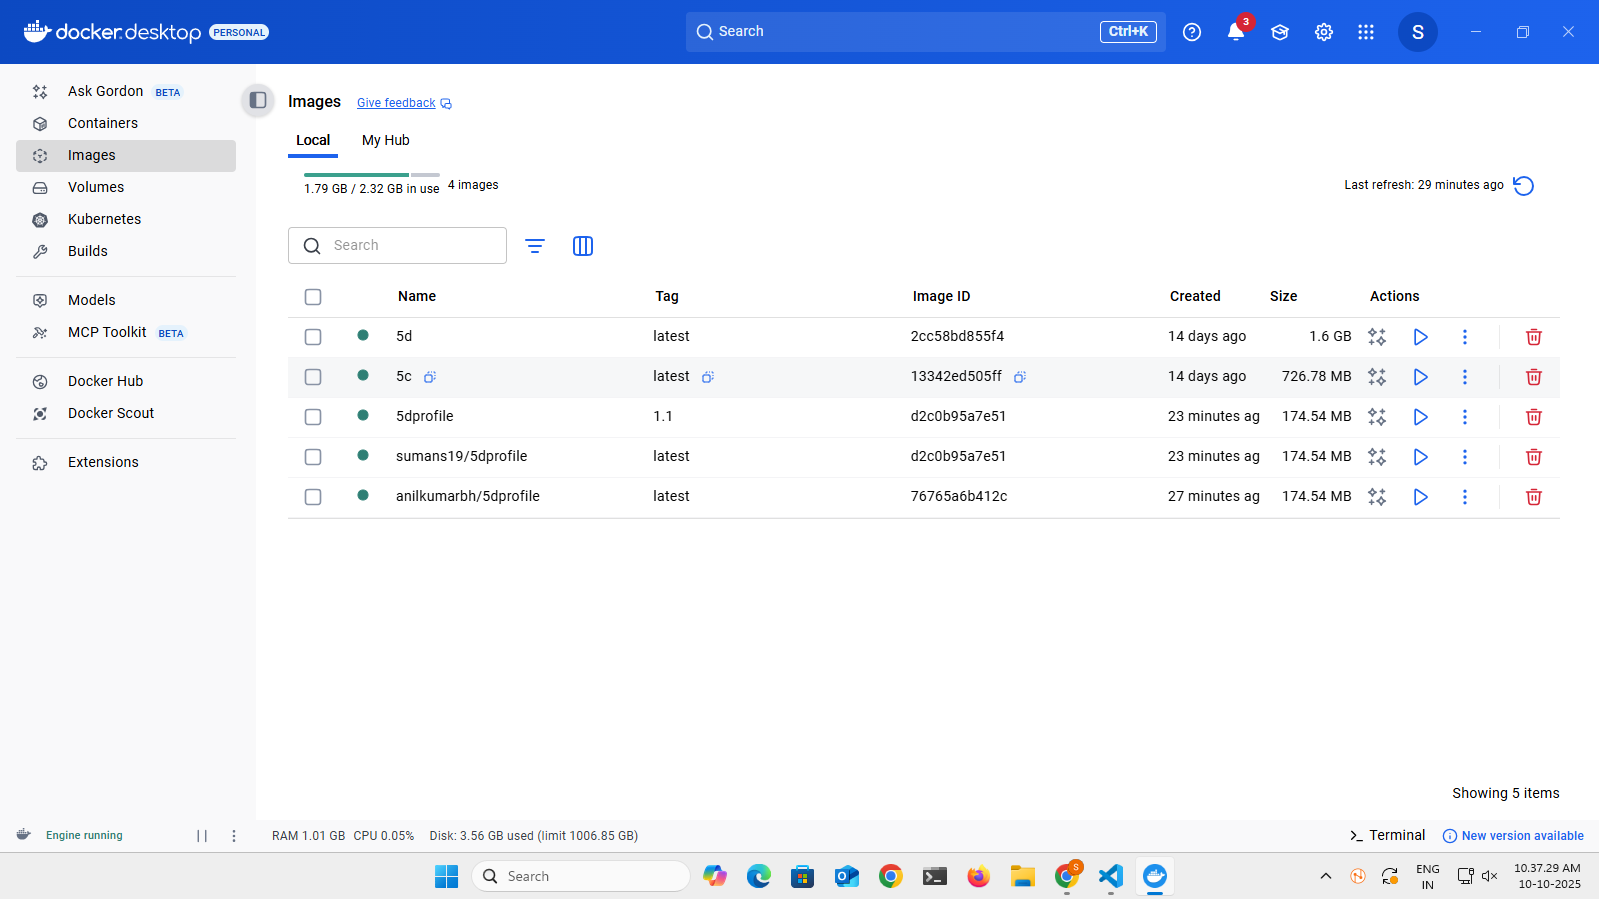 docker.desktop PERSONAL
Search Ctrl+K
3
S
Ask Gordon BETA
Containers
Images
Volumes
Kubernetes
Builds
Models
MCP Toolkit BETA
Docker Hub
Docker Scout
Extensions
Images Give feedback
Local My Hub
1.79 GB / 2.32 GB in use 4 images
Last refresh: 29 minutes ago
Search
Name Tag Image ID Created Size Actions
5d latest 2cc58bd855f4 14 days ago 1.6 GB
5c latest 13342ed505ff 14 days ago 726.78 MB
5dprofile 1.1 d2c0b95a7e51 23 minutes ag 174.54 MB
sumans19/5dprofile latest d2c0b95a7e51 23 minutes ag 174.54 MB
anilkumarbh/5dprofile latest 76765a6b412c 27 minutes ag 174.54 MB
Showing 5 items
Engine running
RAM 1.01 GB CPU 0.05% Disk: 3.56 GB used (limit 1006.85 GB)
Terminal New version available
Search
S
ENG
IN
10.37.29 AM
10-10-2025